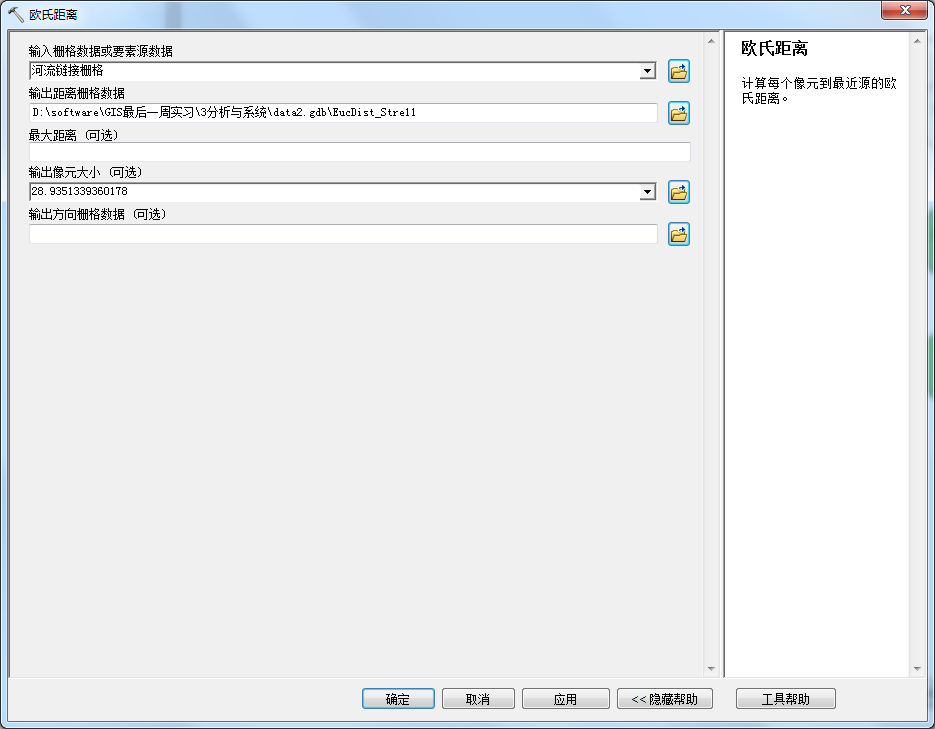 欧氏距离
输入栅格数据或要素源数据
河流链接栅格
输出距离栅格数据
D:\software\GIS最后一周实习\3分析与系统\data2.gdb\EucDist_Stre11
最大距离 (可选)
输出像元大小 (可选)
28.9351339360178
输出方向栅格数据 (可选)
欧氏距离
计算每个像元到最近源的欧
氏距离。
确定
取消
应用
<< 隐藏帮助
工具帮助